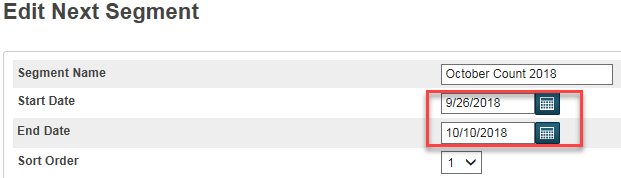 Edit Next Segment
Segment Name October Count 2018
Start Date 9/26/2018
End Date 10/10/2018
Sort Order 1